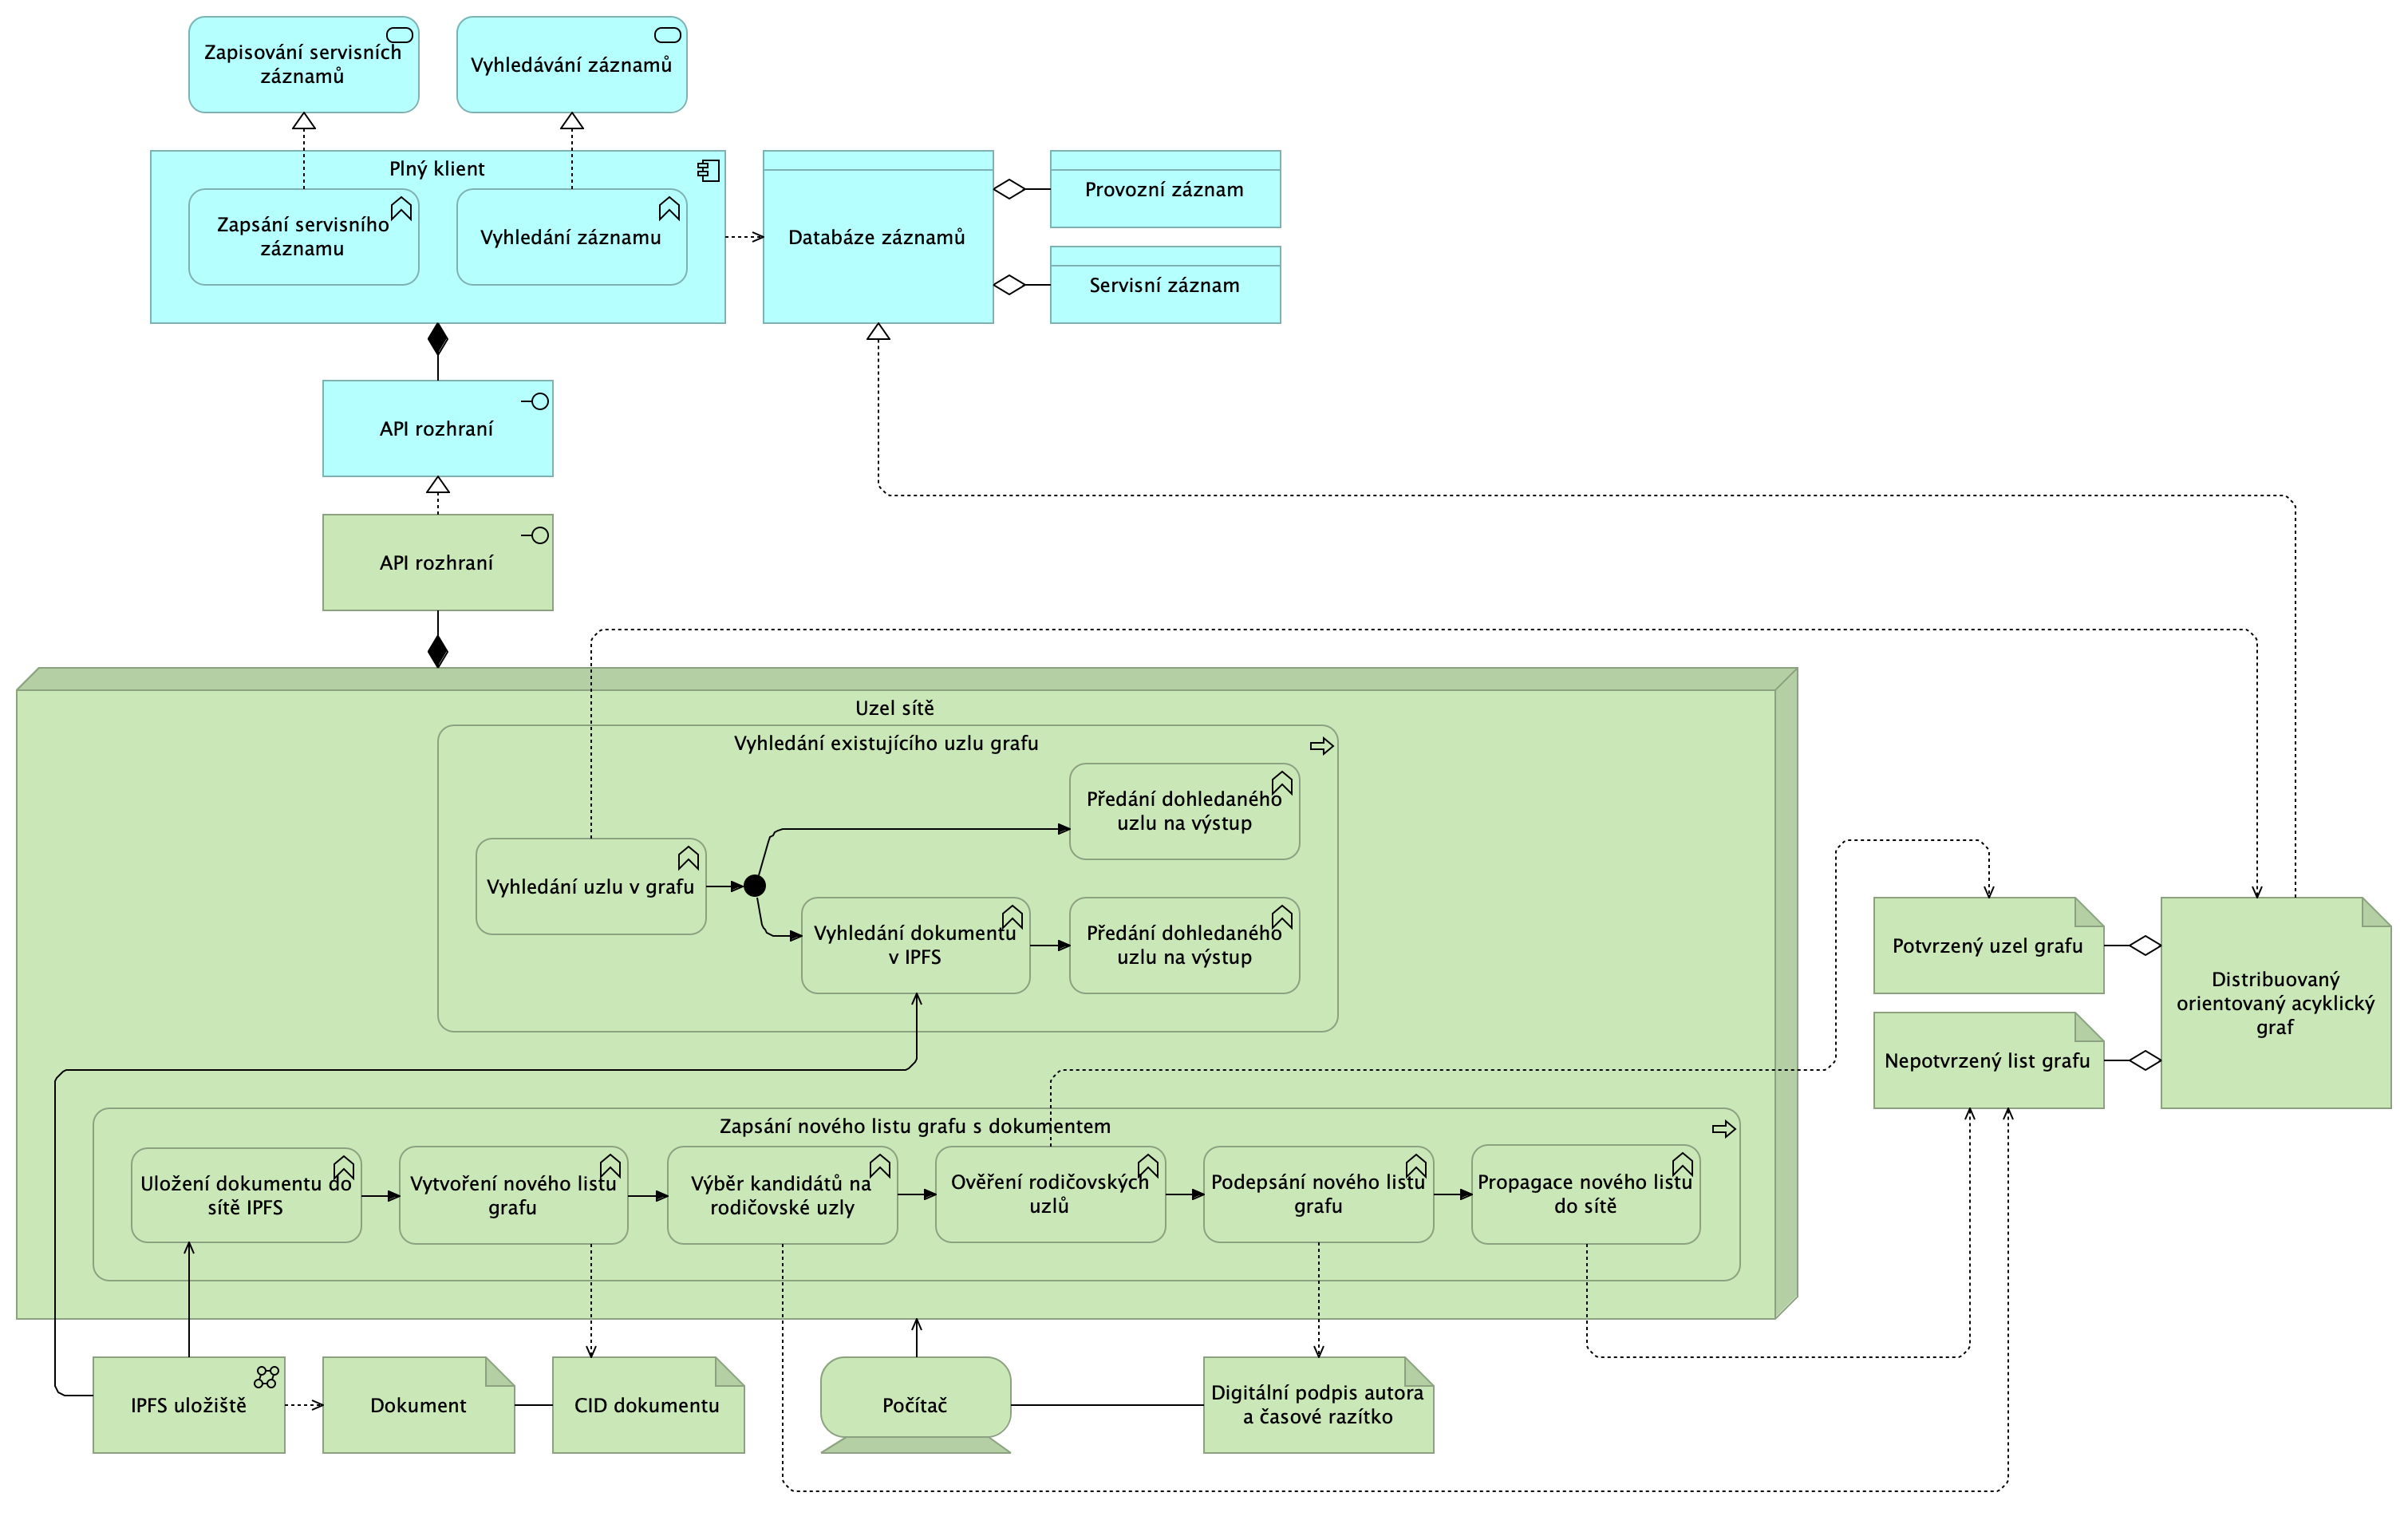 Zapisování servisních
záznamů
Vyhledávání záznamů
Plný klient
Zapsání servisního
záznamu
Vyhledání záznamu
Databáze záznamů
Provozní záznam
Servisní záznam
API rozhraní
API rozhraní
Uzel sítě
Vyhledání existujícího uzlu grafu
Předání dohledaného
uzlu na výstup
Vyhledání uzlu v grafu
Vyhledání dokumentu
v IPFS
Předání dohledaného
uzlu na výstup
Potvrzený uzel grafu
Nepotvrzený list grafu
Distribuovaný
orientovaný acyklický
graf
Zapsání nového listu grafu s dokumentem
Uložení dokumentu do
sítě IPFS
Vytvoření nového listu
grafu
Výběr kandidátů na
rodičovské uzly
Ověření rodičovských
uzlů
Podepsání nového listu
grafu
Propagace nového listu
do sítě
IPFS uložiště
Dokument
CID dokumentu
Počítač
Digitální podpis autora
a časové razítko